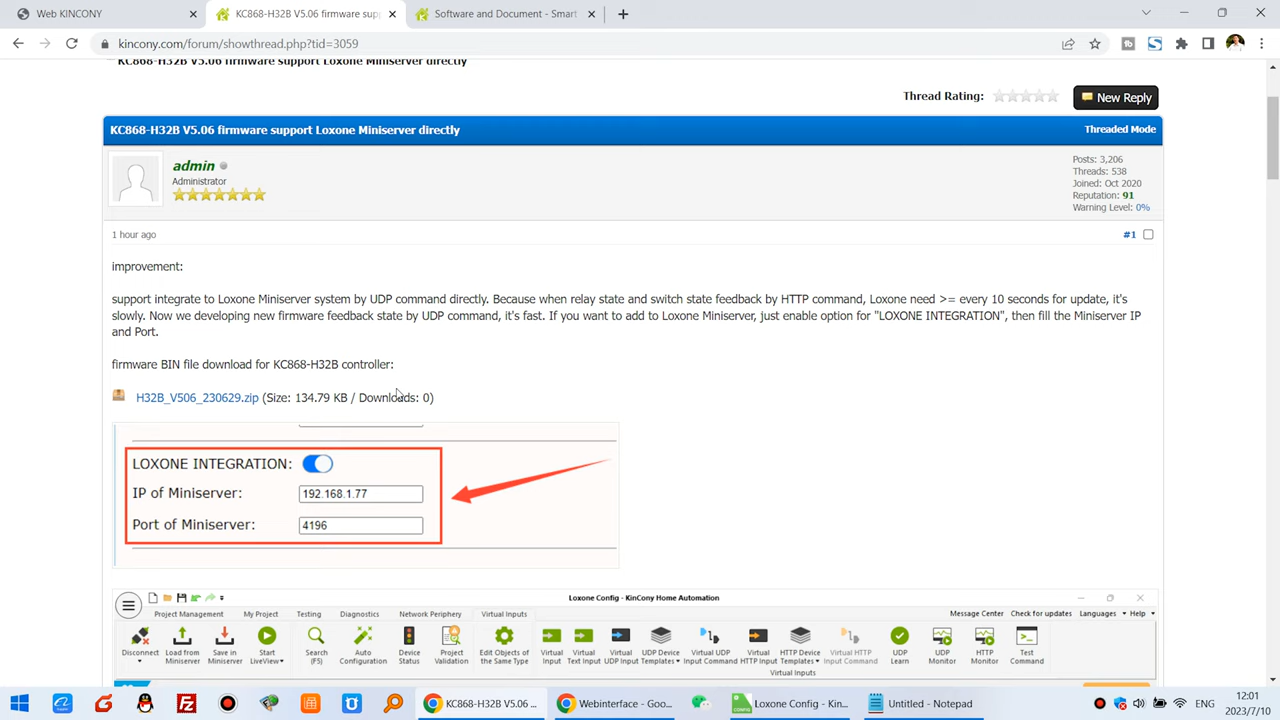 Web KINCONY
KC868-H32B V5.06 firmware supp
Software and Document - Smart
kincony.com/forum/showthread.php?tid=3059
KC868-H32B V5.06 firmware support Loxone Miniserver directly
Thread Rating:
New Reply
KC868-H32B V5.06 firmware support Loxone Miniserver directly
Threaded Mode
admin
Administrator
Posts: 3,206
Threads: 538
Joined: Oct 2020
Reputation: 91
Warning Level: 0%
1 hour ago
#1
improvement:
support integrate to Loxone Miniserver system by UDP command directly. Because when relay state and switch state feedback by HTTP command, Loxone need >= every 10 seconds for update, it's
slowly. Now we developing new firmware feedback state by UDP command, it's fast. If you want to add to Loxone Miniserver, just enable option for "LOXONE INTEGRATION", then fill the Miniserver IP
and Port.
firmware BIN file download for KC868-H32B controller:
H32B_V506_230629.zip (Size: 134.79 KB / Downloads: 0)
LOXONE INTEGRATION:
IP of Miniserver: 192.168.1.77
Port of Miniserver: 4196
Loxone Config - KinCony Home Automation
Project Management My Project Testing Diagnostics Network Periphery Virtual Inputs
Message Center Check for updates Languages Help
Disconnect
Load from Miniserver
Save in Miniserver
Start LiveView
Search (F5)
Auto Configuration
Device Status
Project Validation
Edit Objects of the Same Type
Virtual Input
Virtual Text Input
Virtual UDP Input
UDP Device Templates
Virtual UDP Input Command
Virtual HTTP Input
HTTP Device Templates
Virtual HTTP Input Command
UDP Learn
UDP Monitor
HTTP Monitor
Test Command
Virtual Inputs
KC868-H32B V5.06 ...
Webinterface - Goo...
Loxone Config - Kin...
Untitled - Notepad
ENG
12:01
2023/7/10